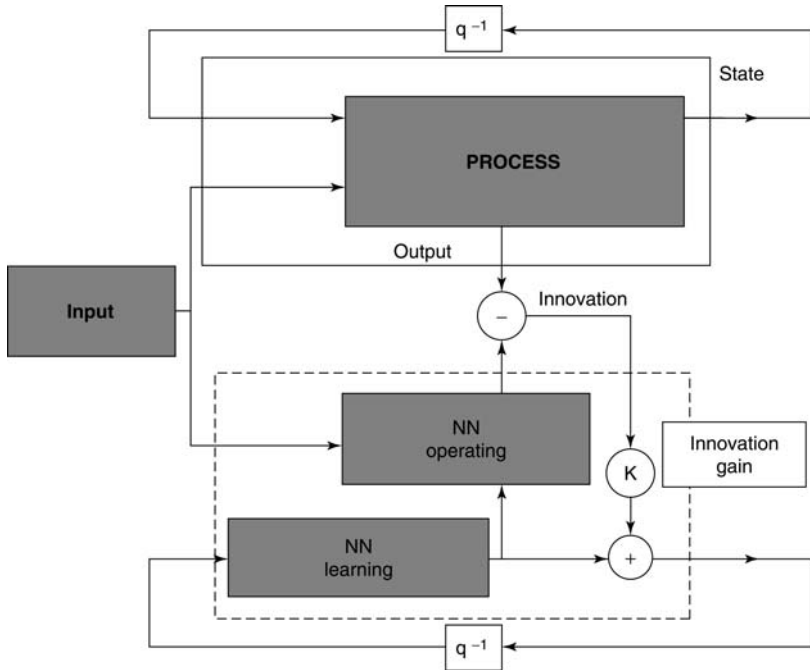 q⁻¹
State
PROCESS
Output
Input
−
Innovation
NN
operating
K
Innovation
gain
NN
learning
+
q⁻¹